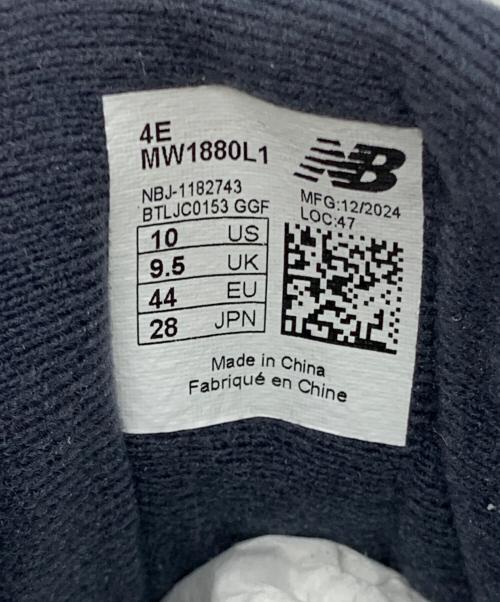 4E
MW1880L1
NB
NBJ-1182743
BTLJC0153 GGF
MFG:12/2024
LOC:47
10 US
9.5 UK
44 EU
28 JPN
Made in China
Fabriqué en Chine